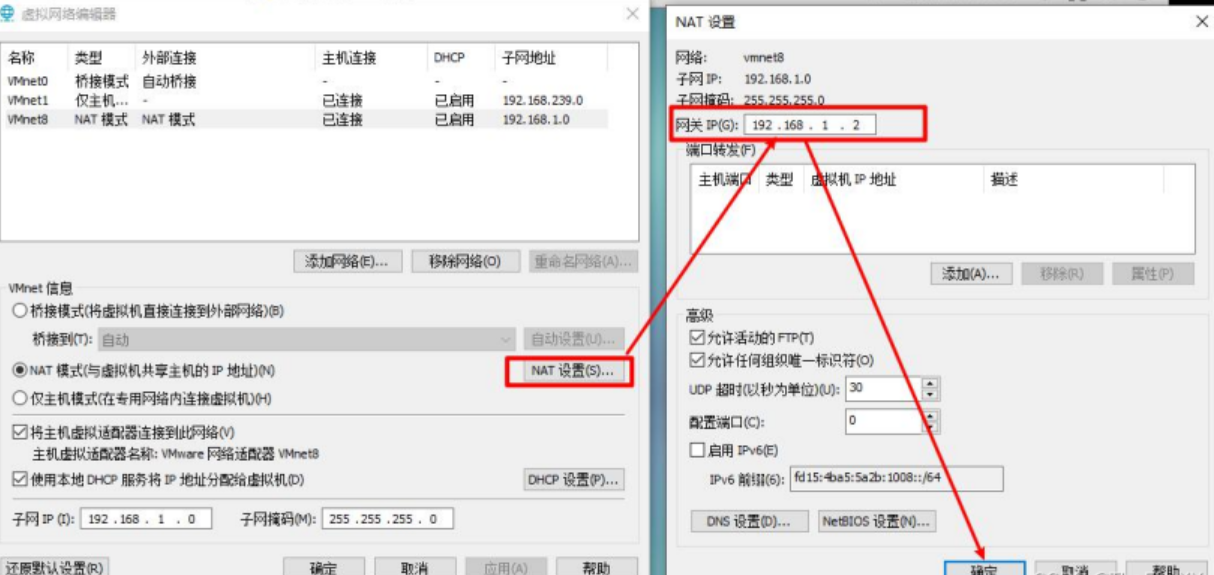 虚拟网络编辑器
名称 类型 外部连接 主机连接 DHCP 子网地址
VMnet0 桥接模式 自动桥接 - - -
VMnet1 仅主机... - 已连接 已启用 192.168.239.0
VMnet8 NAT 模式 NAT 模式 已连接 已启用 192.168.1.0
添加网络(E)... 移除网络(O) 重命名网络(A)...
VMnet 信息
桥接模式(将虚拟机直接连接到外部网络)(B)
桥接到(T): 自动 自动设置(U)...
NAT 模式(与虚拟机共享主机的 IP 地址)(N) NAT 设置(S)...
仅主机模式(在专用网络内连接虚拟机)(H)
将主机虚拟适配器连接到此网络(V)
主机虚拟适配器名称: VMware 网络适配器 VMnet8
使用本地 DHCP 服务将 IP 地址分配给虚拟机(D) DHCP 设置(P)...
子网 IP (I): 192 . 168 . 1 . 0 子网掩码(M): 255 . 255 . 255 . 0
还原默认设置(R) 确定 取消 应用(A) 帮助
NAT 设置
网络: vmnet8
子网 IP: 192.168.1.0
子网掩码: 255.255.255.0
网关 IP(G): 192 . 168 . 1 . 2
端口转发(F)
主机端口 类型 虚拟机 IP 地址 描述
添加(A)... 移除(R) 属性(P)
高级
允许活动的 FTP(T)
允许任何组织唯一标识符(O)
UDP 超时(以秒为单位)(U): 30
配置端口(C): 0
启用 IPv6(E)
IPv6 前缀(6): fd15:4ba5:5a2b:1008::/64
DNS 设置(D)... NetBIOS 设置(N)...
确定 取消 帮助